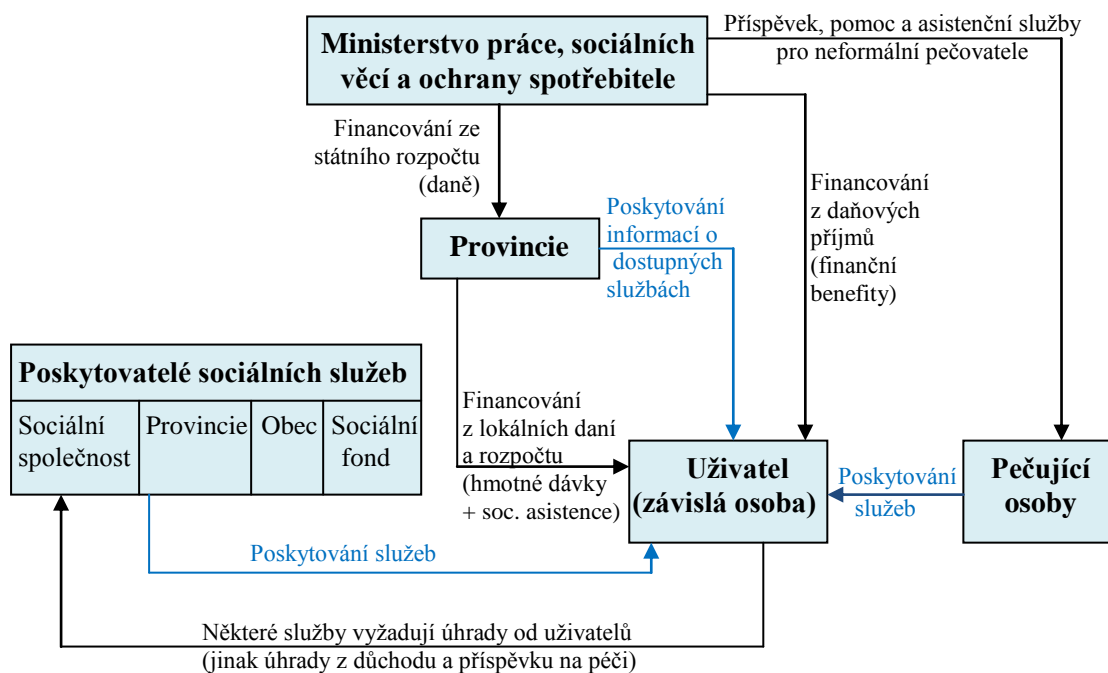 Ministerstvo práce, sociálních
věcí a ochrany spotřebitele
Příspěvek, pomoc a asistenční služby
pro neformální pečovatele
Financování ze
státního rozpočtu
(daně)
Financování
z daňových
příjmů
(finanční
benefity)
Provincie
Poskytování
informací o
dostupných
službách
Poskytovatelé sociálních služeb
Sociální
společnost
Provincie
Obec
Sociální
fond
Financování
z lokálních daní
a rozpočtu
(hmotné dávky
+ soc. asistence)
Uživatel
(závislá osoba)
Poskytování
služeb
Pečující
osoby
Poskytování služeb
Některé služby vyžadují úhrady od uživatelů
(jinak úhrady z důchodu a příspěvku na péči)